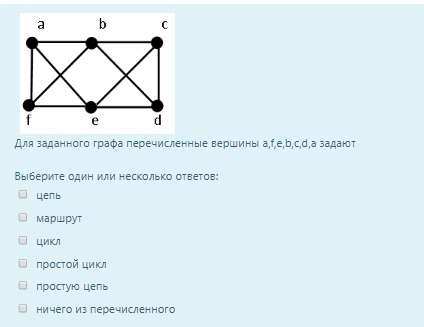 a b c
f e d
Для заданного графа перечисленные вершины a,f,e,b,c,d,a задают
Выберите один или несколько ответов:
цепь
маршрут
цикл
простой цикл
простую цепь
ничего из перечисленного